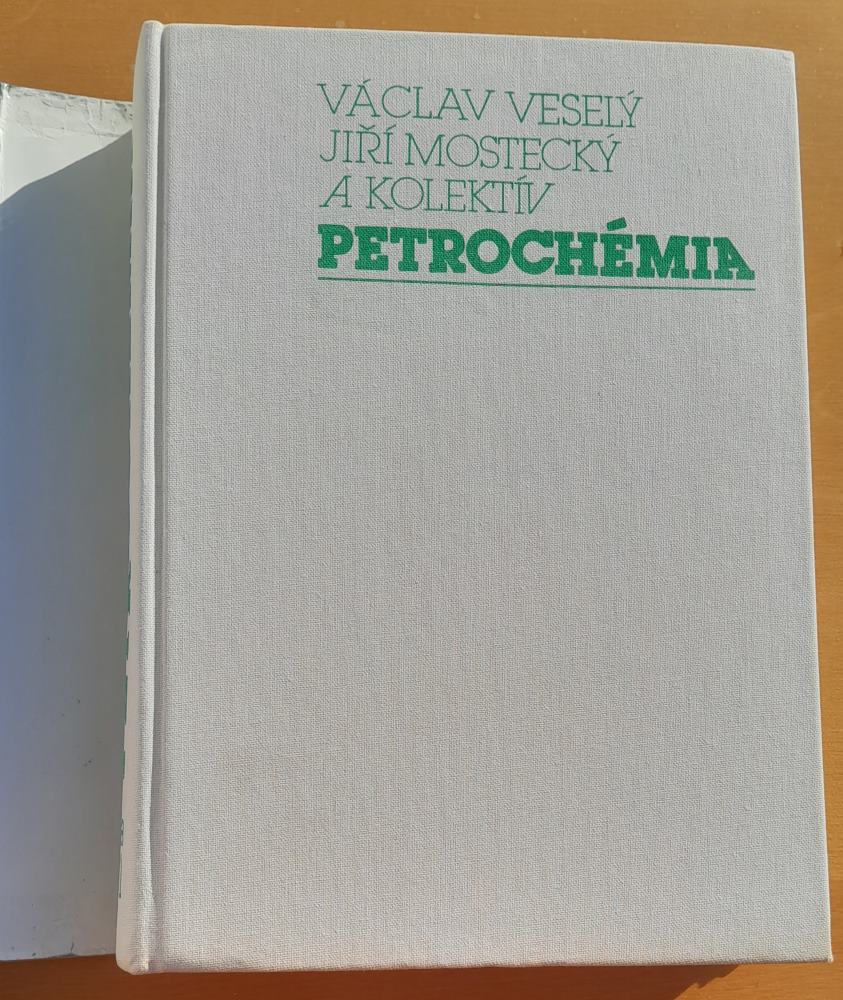 VÁCLAV VESELÝ
JIŘÍ MOSTECKÝ
A KOLEKTÍV
PETROCHÉMIA